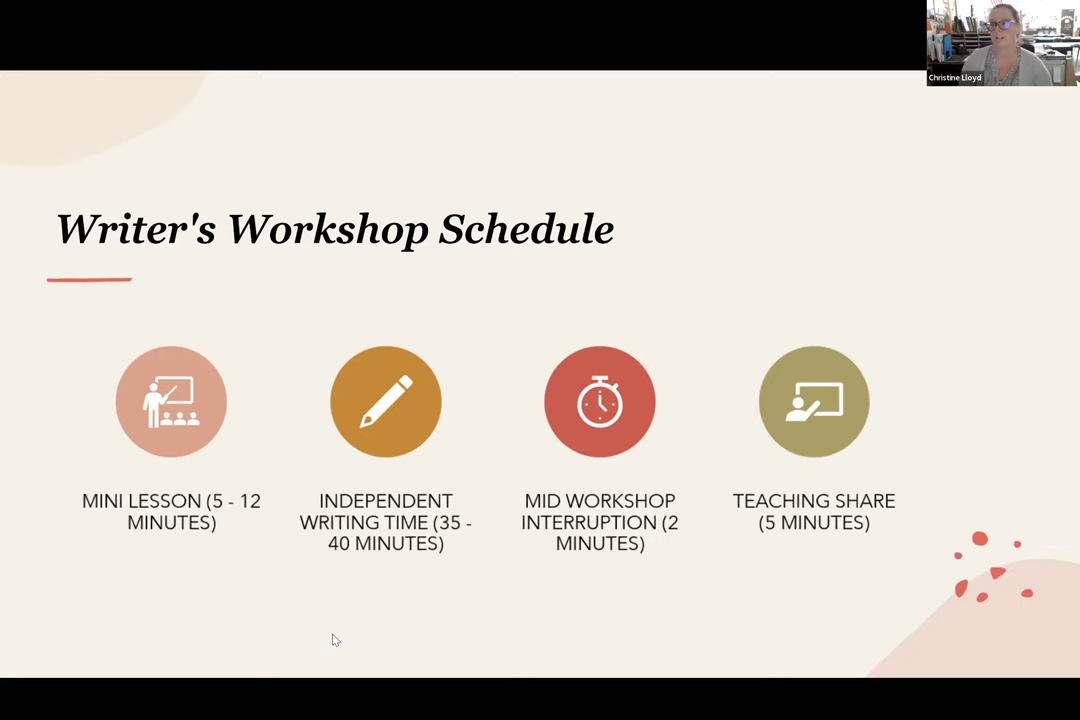 Christine Lloyd
Writer's Workshop Schedule
MINI LESSON (5 - 12
MINUTES)
INDEPENDENT
WRITING TIME (35 -
40 MINUTES)
MID WORKSHOP
INTERRUPTION (2
MINUTES)
TEACHING SHARE
(5 MINUTES)